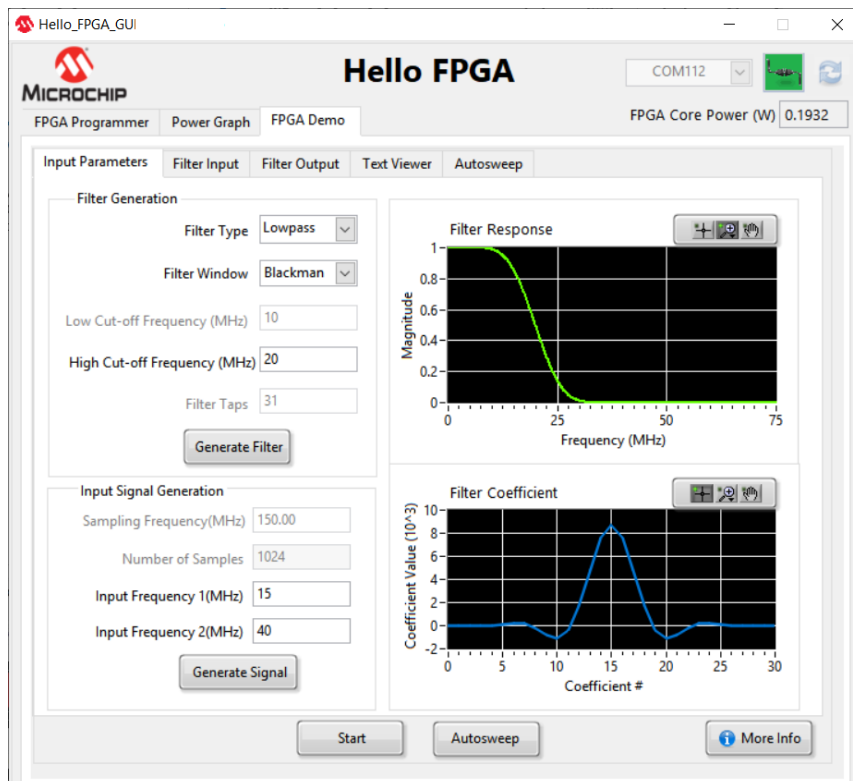 Hello_FPGA_GUI
MICROCHIP
Hello FPGA
COM112
FPGA Programmer Power Graph FPGA Demo
FPGA Core Power (W) 0.1932
Input Parameters Filter Input Filter Output Text Viewer Autosweep
Filter Generation
Filter Type Lowpass
Filter Window Blackman
Low Cut-off Frequency (MHz) 10
High Cut-off Frequency (MHz) 20
Filter Taps 31
Generate Filter
Filter Response
Magnitude
1
0.8
0.6
0.4
0.2
0
0 25 50 75
Frequency (MHz)
Input Signal Generation
Sampling Frequency(MHz) 150.00
Number of Samples 1024
Input Frequency 1(MHz) 15
Input Frequency 2(MHz) 40
Generate Signal
Filter Coefficient
Coefficient Value (10^3)
10
8
6
4
2
0
-2
0 5 10 15 20 25 30
Coefficient #
Start Autosweep More Info